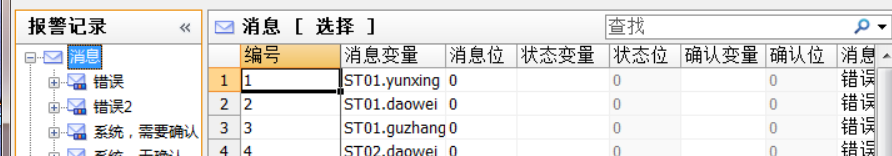 报警记录 «
消息
错误
错误2
系统，需要确认
消息 [ 选择 ] 查找
编号 消息变量 消息位 状态变量 状态位 确认变量 确认位 消息
1 1 ST01.yunxing 0 0 0 错误
2 2 ST01.daowei 0 0 0 错误
3 3 ST01.guzhang 0 0 0 错误
4 4 ST02.daowei 0 0 0 错误